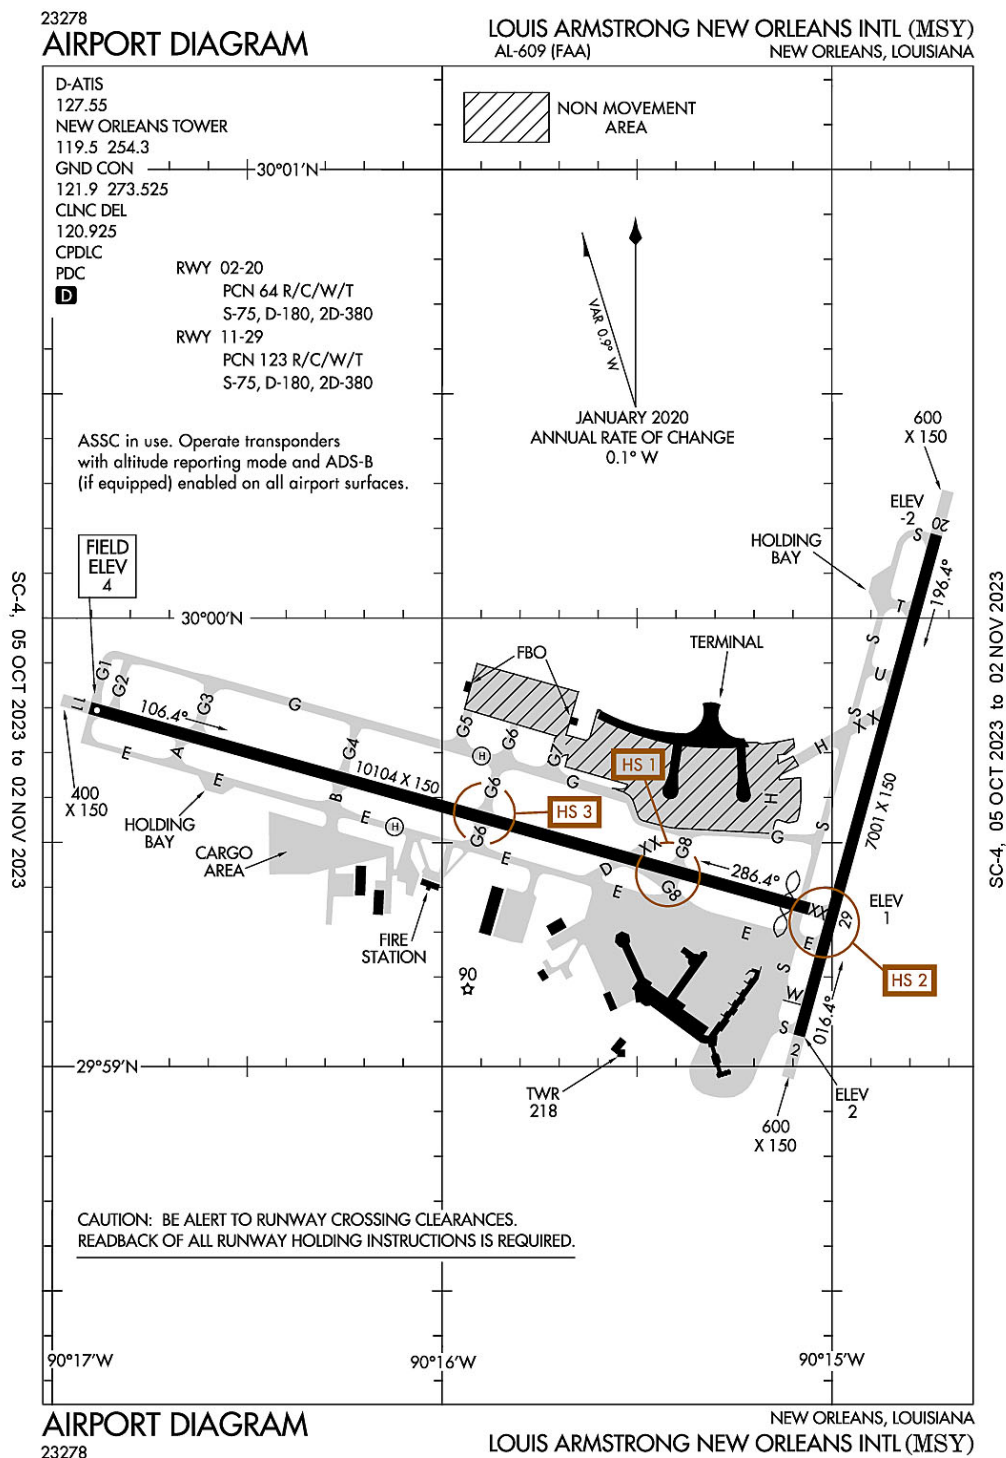 23278
AIRPORT DIAGRAM
LOUIS ARMSTRONG NEW ORLEANS INTL (MSY)
AL-609 (FAA)
NEW ORLEANS, LOUISIANA
D-ATIS
127.55
NEW ORLEANS TOWER
119.5 254.3
GND CON
121.9 273.525
CLNC DEL
120.925
CPDLC
PDC
D
NON MOVEMENT
AREA
30°01'N
RWY 02-20
PCN 64 R/C/W/T
S-75, D-180, 2D-380
RWY 11-29
PCN 123 R/C/W/T
S-75, D-180, 2D-380
VAR 0.9° W
JANUARY 2020
ANNUAL RATE OF CHANGE
0.1° W
ASSC in use. Operate transponders
with altitude reporting mode and ADS-B
(if equipped) enabled on all airport surfaces.
600
X 150
ELEV
-2
S
20
HOLDING
BAY
196.4°
T
FIELD
ELEV
4
30°00'N
S
U
S
XX
TERMINAL
FBO
G1
G2
G3
G
11
106.4°
G4
G5
G6
G7
G
H
H
H
S
7001 X 150
400
X 150
E
A
E
B
E
10104 X 150
G6
G6
HS 3
HS 1
HOLDING
BAY
H
E
CARGO
AREA
XX
G8
G
D
E
G8
286.4°
XX
29
ELEV
1
E
E
HS 2
FIRE
STATION
90
S
W
S
016.4°
2
29°59'N
TWR
218
ELEV
2
600
X 150
CAUTION: BE ALERT TO RUNWAY CROSSING CLEARANCES.
READBACK OF ALL RUNWAY HOLDING INSTRUCTIONS IS REQUIRED.
90°17'W
90°16'W
90°15'W
SC-4, 05 OCT 2023 to 02 NOV 2023
SC-4, 05 OCT 2023 to 02 NOV 2023
AIRPORT DIAGRAM
23278
NEW ORLEANS, LOUISIANA
LOUIS ARMSTRONG NEW ORLEANS INTL (MSY)